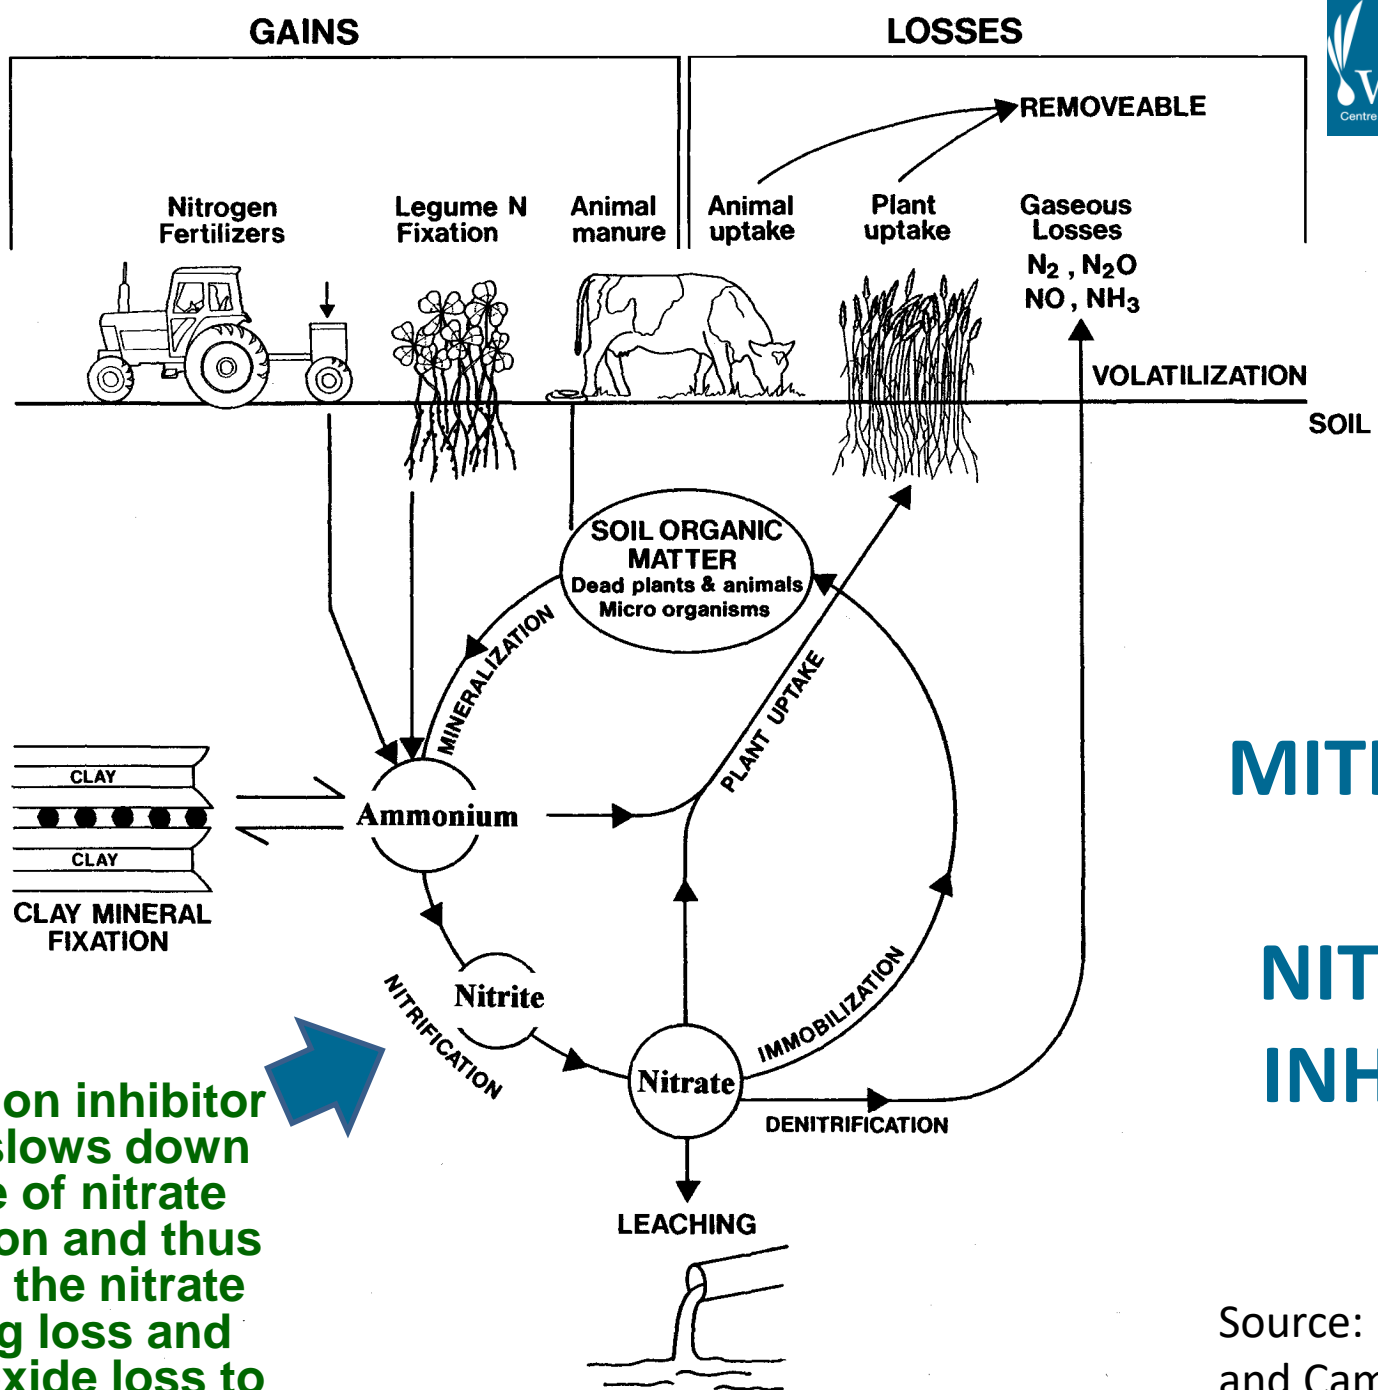 GAINS
LOSSES
REMOVEABLE
Nitrogen
Fertilizers
Legume N
Fixation
Animal
manure
Animal
uptake
Plant
uptake
Gaseous
Losses
N₂ , N₂O
NO , NH₃
Centre
VOLATILIZATION
SOIL
SOIL ORGANIC
MATTER
Dead plants & animals
Micro organisms
MINERALIZATION
PLANT UPTAKE
CLAY
CLAY
CLAY MINERAL
FIXATION
Ammonium
Nitrite
NITRIFICATION
Nitrate
IMMOBILIZATION
DENITRIFICATION
LEACHING
on inhibitor
slows down
e of nitrate
on and thus
the nitrate
g loss and
xide loss to
MITI
NIT
INH
Source:
and Cam